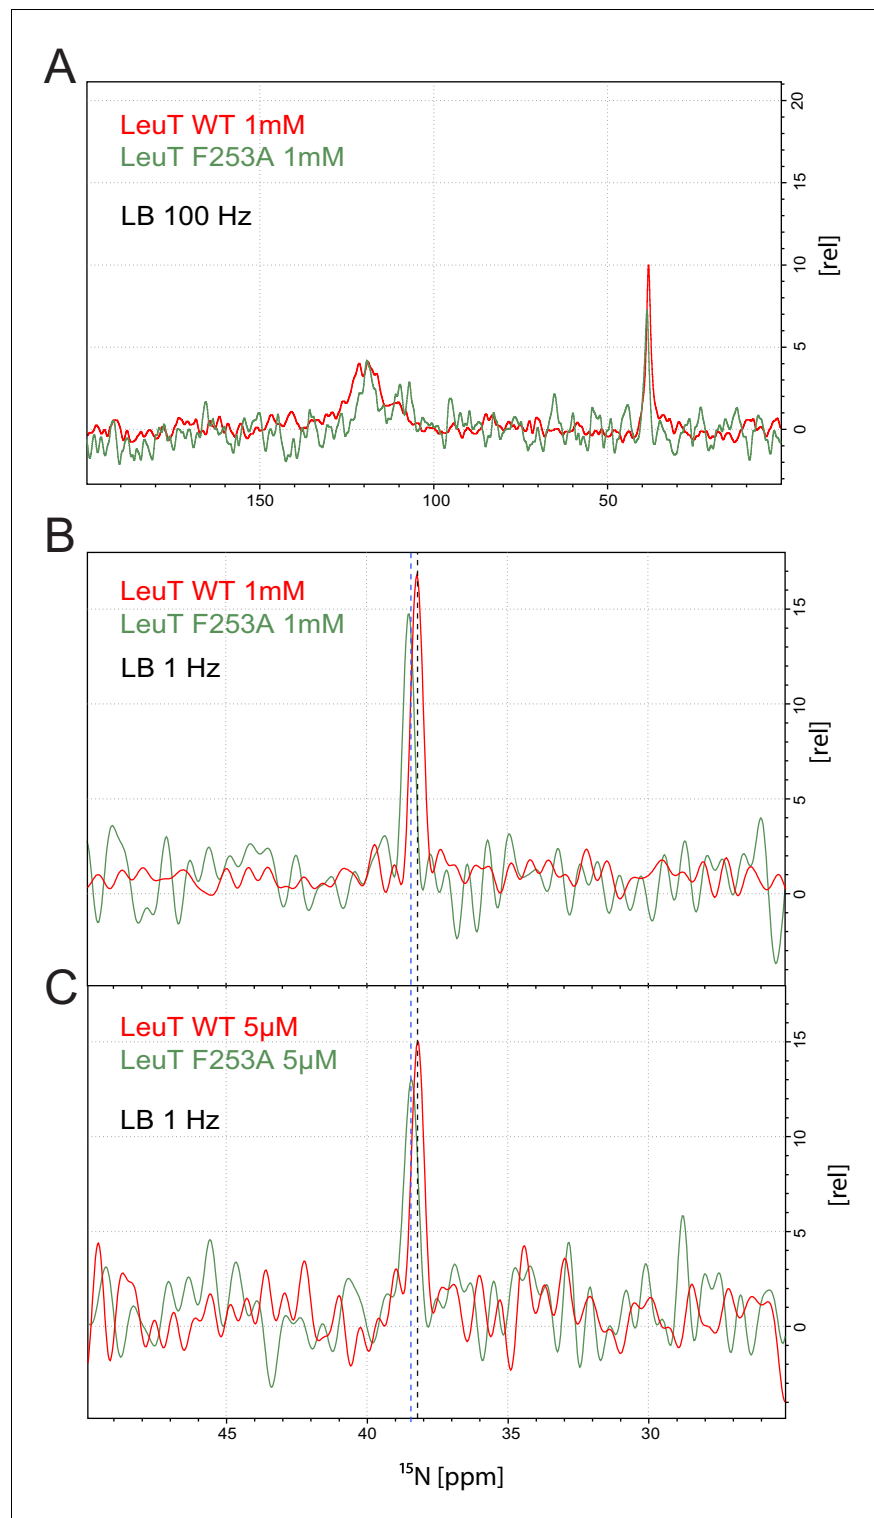 A
LeuT WT 1mM
LeuT F253A 1mM
LB 100 Hz
20
15
10
5
0
[rel]
150
100
50
B
LeuT WT 1mM
LeuT F253A 1mM
LB 1 Hz
15
10
5
0
[rel]
C
LeuT WT 5µM
LeuT F253A 5µM
LB 1 Hz
15
10
5
0
[rel]
45
40
35
30
¹⁵N [ppm]